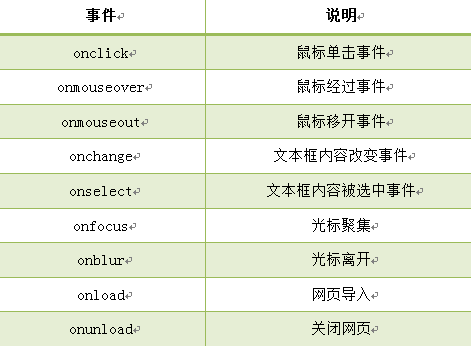 事件 说明
onclick 鼠标单击事件
onmouseover 鼠标经过事件
onmouseout 鼠标移开事件
onchange 文本框内容改变事件
onselect 文本框内容被选中事件
onfocus 光标聚集
onblur 光标离开
onload 网页导入
onunload 关闭网页